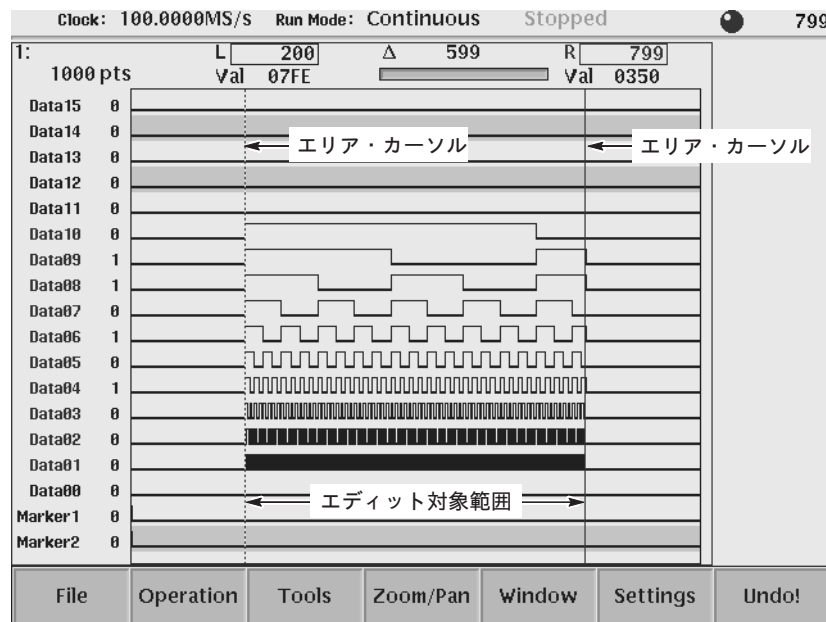 Clock: 100.0000MS/s Run Mode: Continuous Stopped 799
1: L 200 Δ 599 R 799
1000 pts Val 07FE Val 0350
Data15 0
Data14 0
エリア・カーソル エリア・カーソル
Data13 0
Data12 0
Data11 0
Data10 0
Data09 1
Data08 1
Data07 0
Data06 1
Data05 0
Data04 1
Data03 0
Data02 0
Data01 0
Data00 0
エディット対象範囲
Marker1 0
Marker2 0
File Operation Tools Zoom/Pan Window Settings Undo!